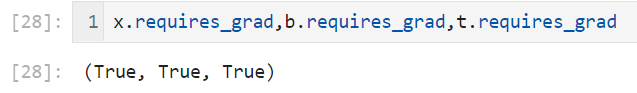 [28]: 1 x.requires_grad,b.requires_grad,t.requires_grad
[28]: (True, True, True)